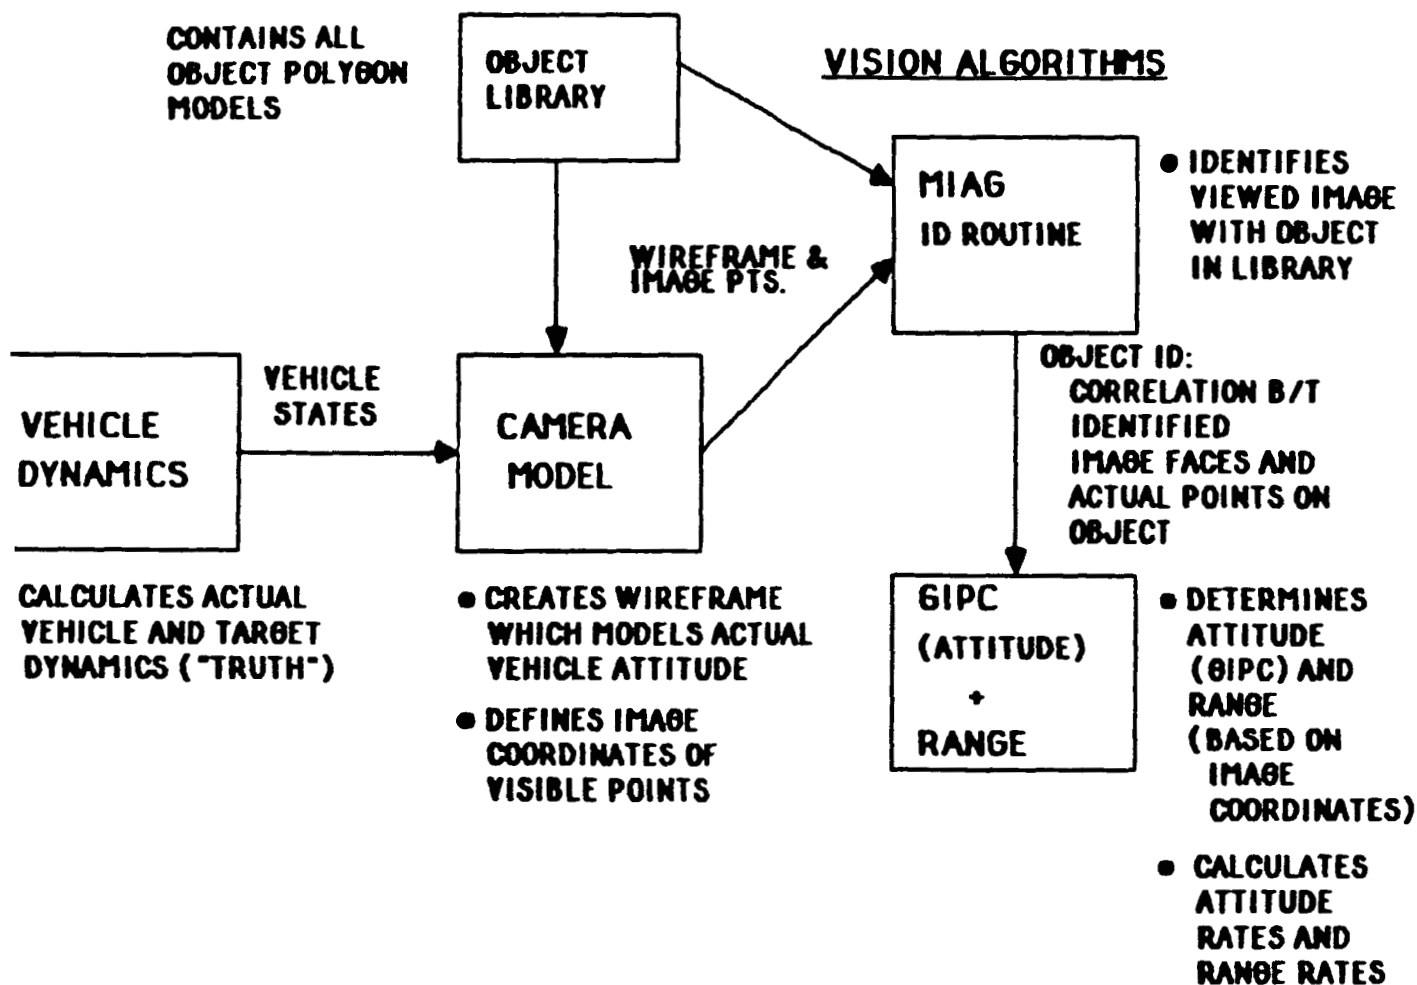 CONTAINS ALL
OBJECT POLYGON
MODELS
OBJECT
LIBRARY
VISION ALGORITHMS
MIAG
ID ROUTINE
● IDENTIFIES
VIEWED IMAGE
WITH OBJECT
IN LIBRARY
WIREFRAME &
IMAGE PTS.
VEHICLE
DYNAMICS
VEHICLE
STATES
CAMERA
MODEL
OBJECT ID:
CORRELATION B/T
IDENTIFIED
IMAGE FACES AND
ACTUAL POINTS ON
OBJECT
CALCULATES ACTUAL
VEHICLE AND TARGET
DYNAMICS ("TRUTH")
● CREATES WIREFRAME
WHICH MODELS ACTUAL
VEHICLE ATTITUDE
● DEFINES IMAGE
COORDINATES OF
VISIBLE POINTS
GIPC
(ATTITUDE)
+
RANGE
● DETERMINES
ATTITUDE
(GIPC) AND
RANGE
(BASED ON
IMAGE
COORDINATES)
● CALCULATES
ATTITUDE
RATES AND
RANGE RATES